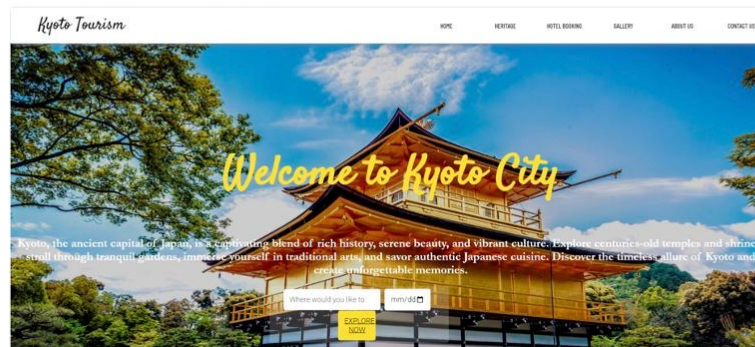 Kyoto Tourism
HOME HERITAGE HOTEL BOOKING GALLERY ABOUT US CONTACT US
Welcome to Kyoto City
Kyoto, the ancient capital of Japan, is a captivating blend of rich history, serene beauty, and vibrant culture. Explore centuries-old temples and shrine
stroll through tranquil gardens, immerse yourself in traditional arts, and savor authentic Japanese cuisine. Discover the timeless allure of Kyoto and
create unforgettable memories.
Where would you like to mm/dd
EXPLORE
NOW